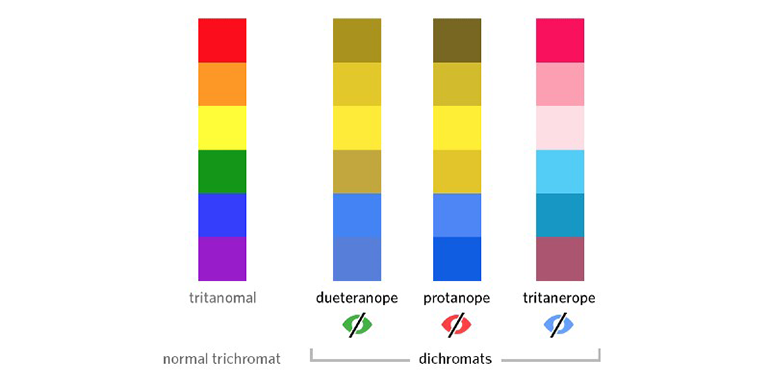 tritanomal
dueteranope
protanope
tritanerope
normal trichromat
dichromats